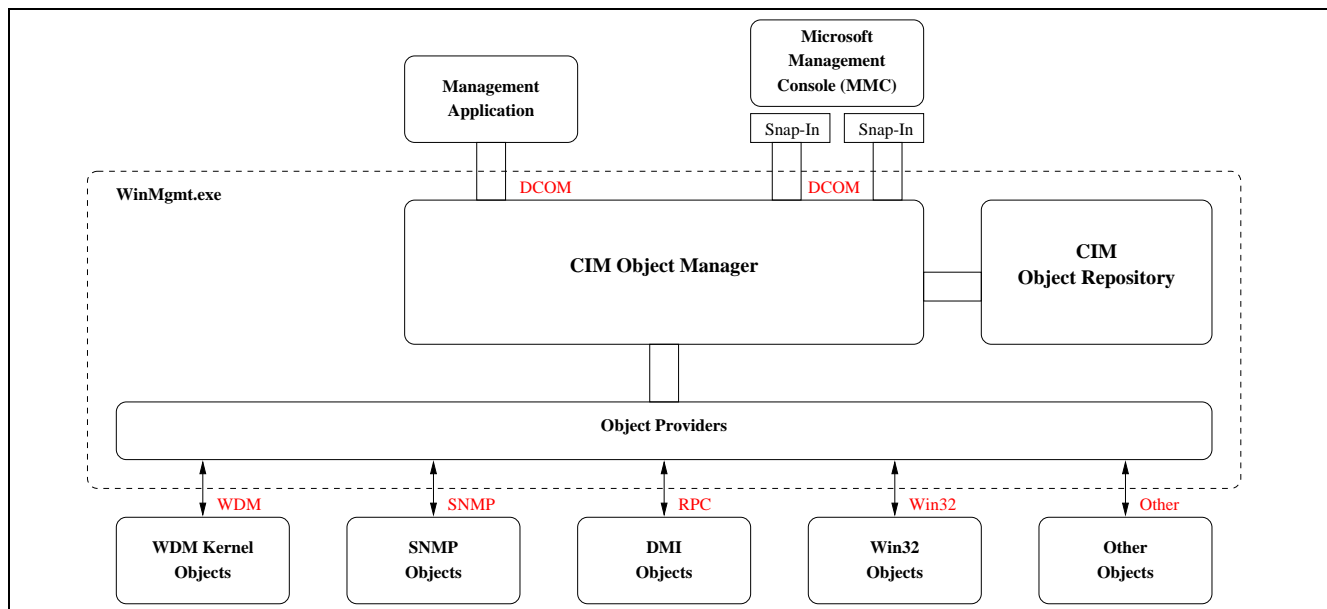 Microsoft
Management
Console (MMC)
Management
Application
Snap-In
Snap-In
DCOM
DCOM
WinMgmt.exe
CIM Object Manager
CIM
Object Repository
Object Providers
WDM
SNMP
RPC
Win32
Other
WDM Kernel
Objects
SNMP
Objects
DMI
Objects
Win32
Objects
Other
Objects